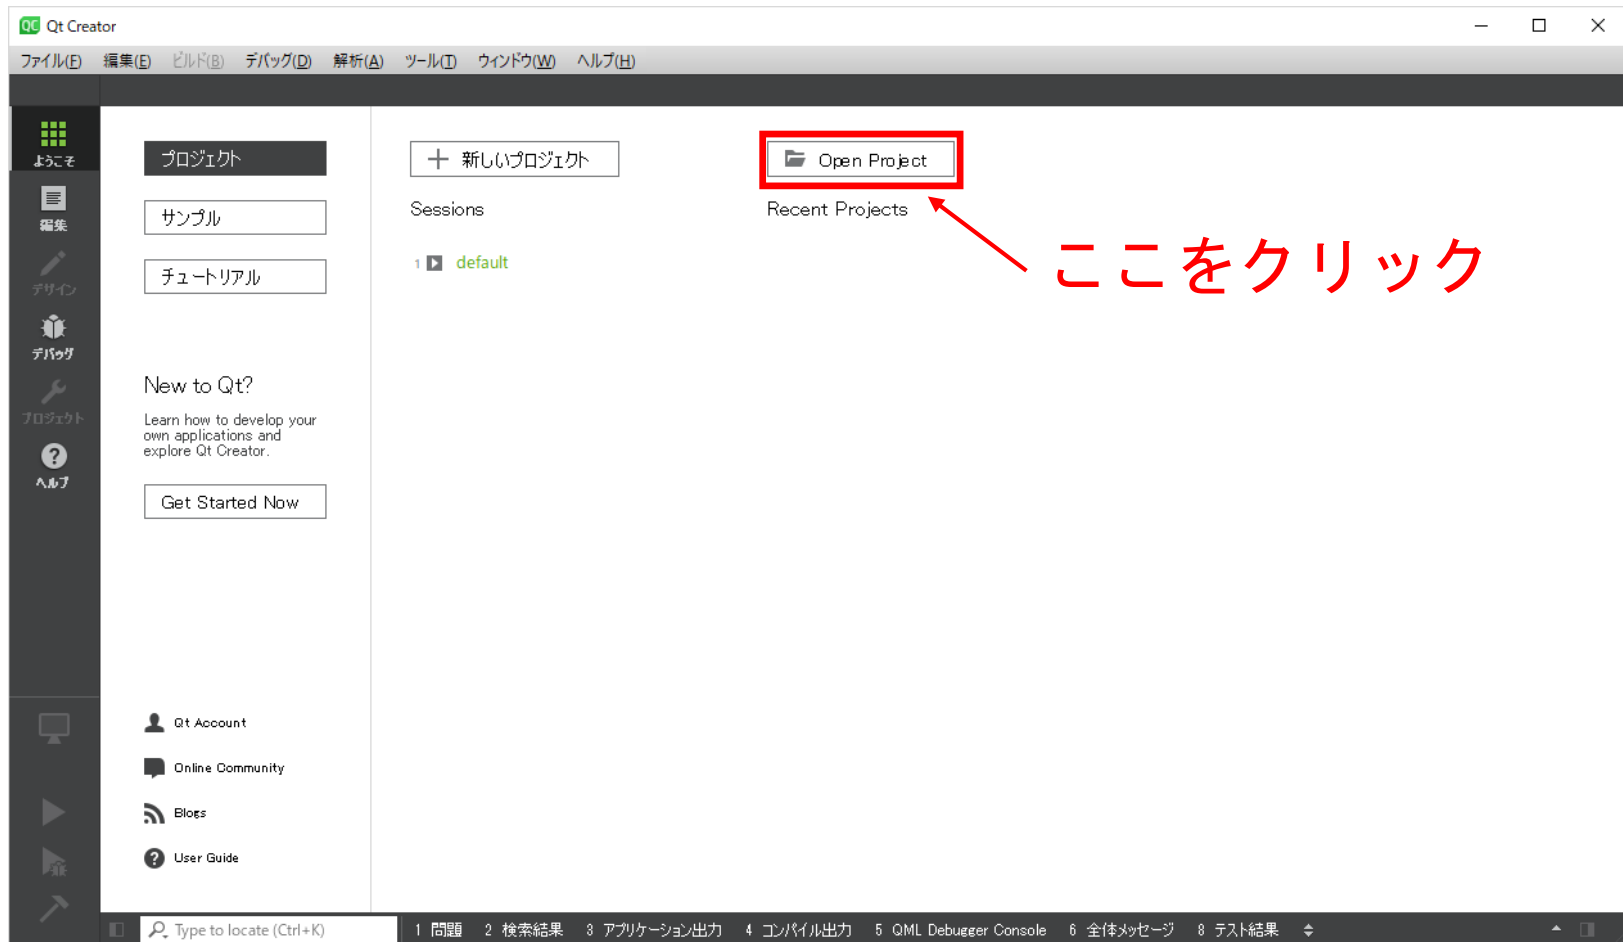 Qt Creator
ファイル(F) 編集(E) ビルド(B) デバッグ(D) 解析(A) ツール(T) ウィンドウ(W) ヘルプ(H)
ようこそ
編集
デザイン
デバッグ
プロジェクト
ヘルプ
プロジェクト
サンプル
チュートリアル
New to Qt?
Learn how to develop your
own applications and
explore Qt Creator.
Get Started Now
Qt Account
Online Community
Blogs
User Guide
新しいプロジェクト
Sessions
1 default
Open Project
Recent Projects
ここをクリック
Type to locate (Ctrl+K)
1 問題 2 検索結果 3 アプリケーション出力 4 コンパイル出力 5 QML Debugger Console 6 全体メッセージ 8 テスト結果